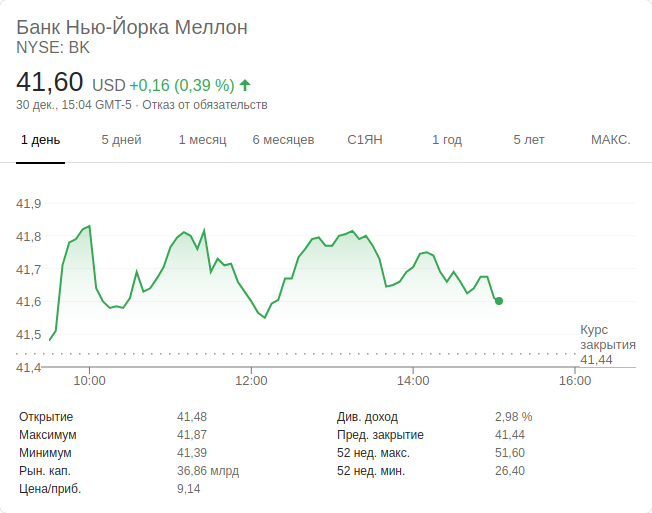 Банк Нью-Йорка Меллон
NYSE: BK
41,60 USD +0,16 (0,39 %)
30 дек., 15:04 GMT-5 · Отказ от обязательств
1 день 5 дней 1 месяц 6 месяцев С1ЯН 1 год 5 лет МАКС.
41,9
41,8
41,7
41,6
41,5
41,4
Курс
закрытия
41,44
10:00 12:00 14:00 16:00
Открытие 41,48 Див. доход 2,98 %
Максимум 41,87 Пред. закрытие 41,44
Минимум 41,39 52 нед. макс. 51,60
Рын. кап. 36,86 млрд 52 нед. мин. 26,40
Цена/приб. 9,14